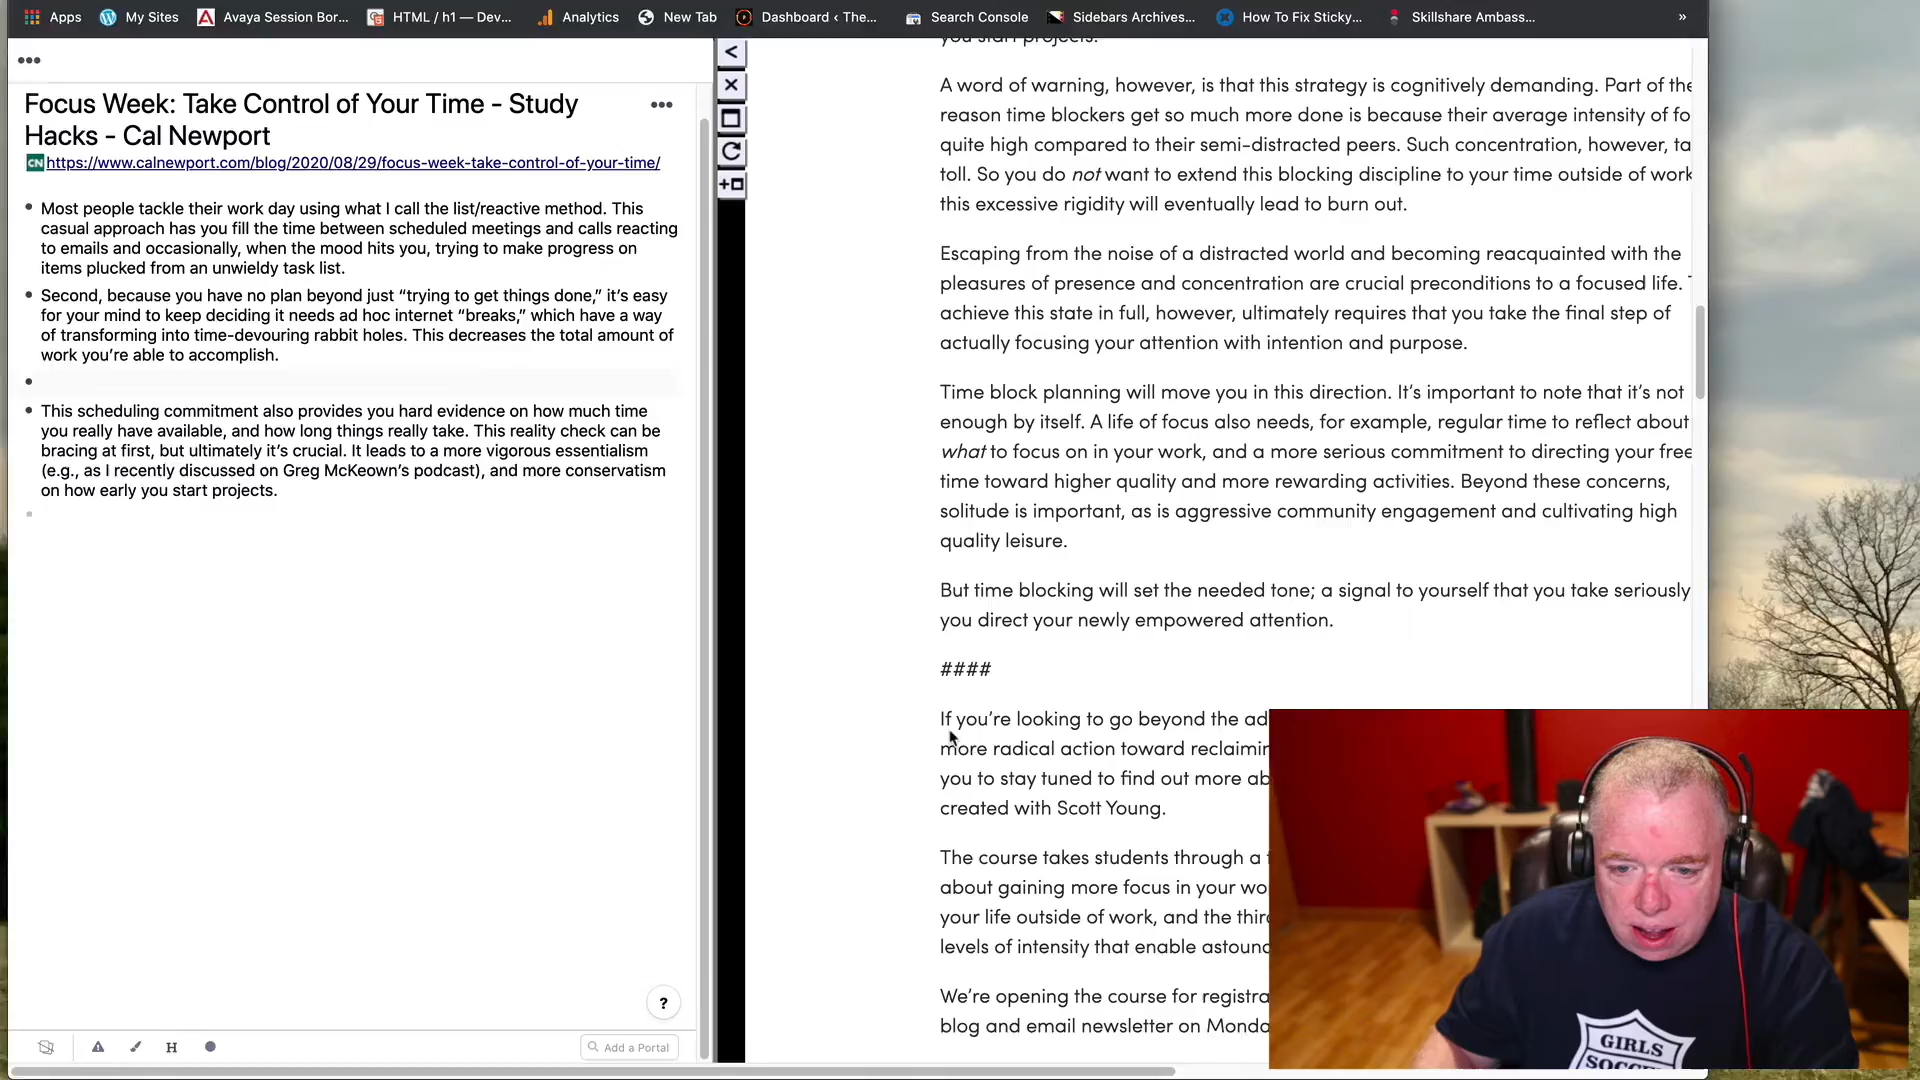 Apps
My Sites
Avaya Session Bor...
HTML / h1 — Dev...
Analytics
New Tab
Dashboard ‹ The...
Search Console
Sidebars Archives...
How To Fix Sticky...
Skillshare Ambass...
»
Focus Week: Take Control of Your Time - Study
Hacks - Cal Newport
CN https://www.calnewport.com/blog/2020/08/29/focus-week-take-control-of-your-time/
Most people tackle their work day using what I call the list/reactive method. This
casual approach has you fill the time between scheduled meetings and calls reacting
to emails and occasionally, when the mood hits you, trying to make progress on
items plucked from an unwieldy task list.
Second, because you have no plan beyond just “trying to get things done,” it’s easy
for your mind to keep deciding it needs ad hoc internet “breaks,” which have a way
of transforming into time-devouring rabbit holes. This decreases the total amount of
work you’re able to accomplish.
This scheduling commitment also provides you hard evidence on how much time
you really have available, and how long things really take. This reality check can be
bracing at first, but ultimately it’s crucial. It leads to a more vigorous essentialism
(e.g., as I recently discussed on Greg McKeown’s podcast), and more conservatism
on how early you start projects.
?
H
Add a Portal
you start projects.
A word of warning, however, is that this strategy is cognitively demanding. Part of the
reason time blockers get so much more done is because their average intensity of fo
quite high compared to their semi-distracted peers. Such concentration, however, ta
toll. So you do not want to extend this blocking discipline to your time outside of work
this excessive rigidity will eventually lead to burn out.
Escaping from the noise of a distracted world and becoming reacquainted with the
pleasures of presence and concentration are crucial preconditions to a focused life.
achieve this state in full, however, ultimately requires that you take the final step of
actually focusing your attention with intention and purpose.
Time block planning will move you in this direction. It’s important to note that it’s not
enough by itself. A life of focus also needs, for example, regular time to reflect about
what to focus on in your work, and a more serious commitment to directing your free
time toward higher quality and more rewarding activities. Beyond these concerns,
solitude is important, as is aggressive community engagement and cultivating high
quality leisure.
But time blocking will set the needed tone; a signal to yourself that you take seriously
you direct your newly empowered attention.
####
If you’re looking to go beyond the ad
more radical action toward reclaimin
you to stay tuned to find out more ab
created with Scott Young.
The course takes students through a
about gaining more focus in your wo
your life outside of work, and the third
levels of intensity that enable astound
We’re opening the course for registra
blog and email newsletter on Monda
GIRLS